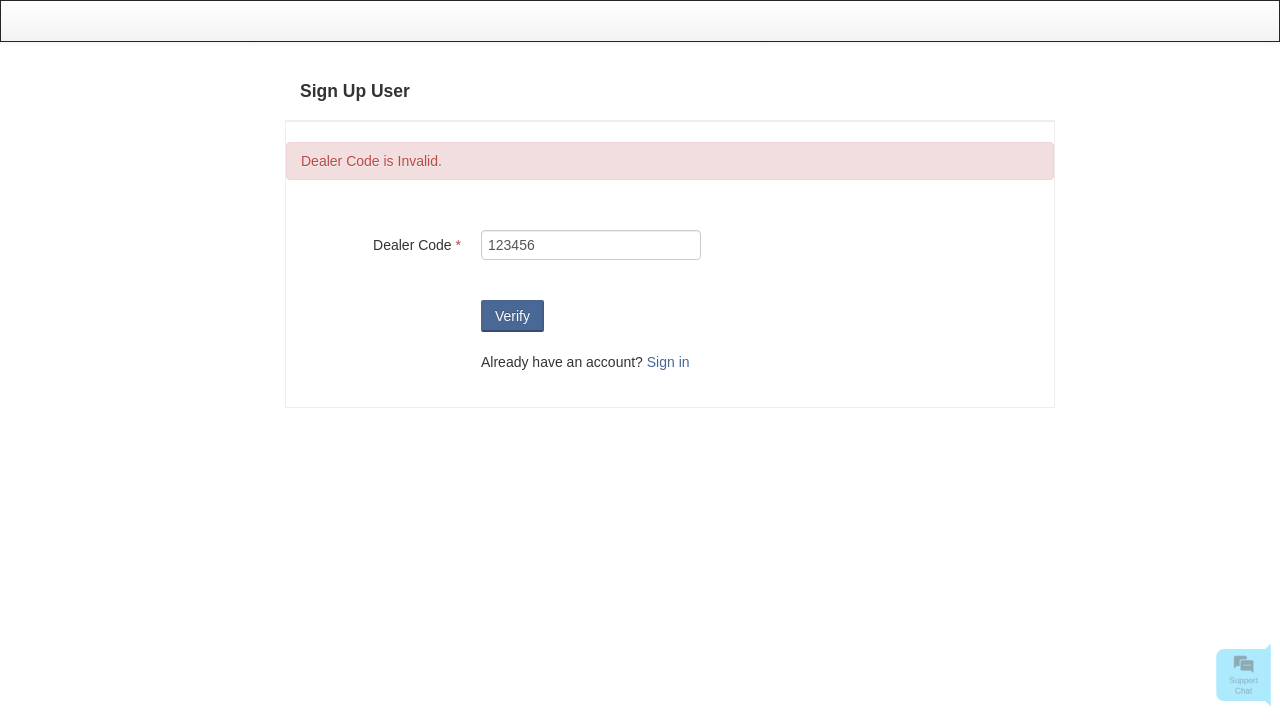 Sign Up User
Dealer Code is Invalid.
Dealer Code * 123456
Verify
Already have an account? Sign in
Support
Chat